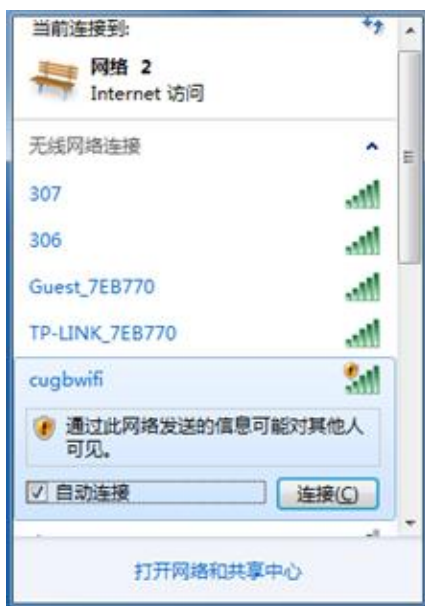 当前连接到:
网络 2
Internet 访问
无线网络连接
307
306
Guest_7EB770
TP-LINK_7EB770
cugbwifi
通过此网络发送的信息可能对其他人
可见。
自动连接
连接(C)
打开网络和共享中心